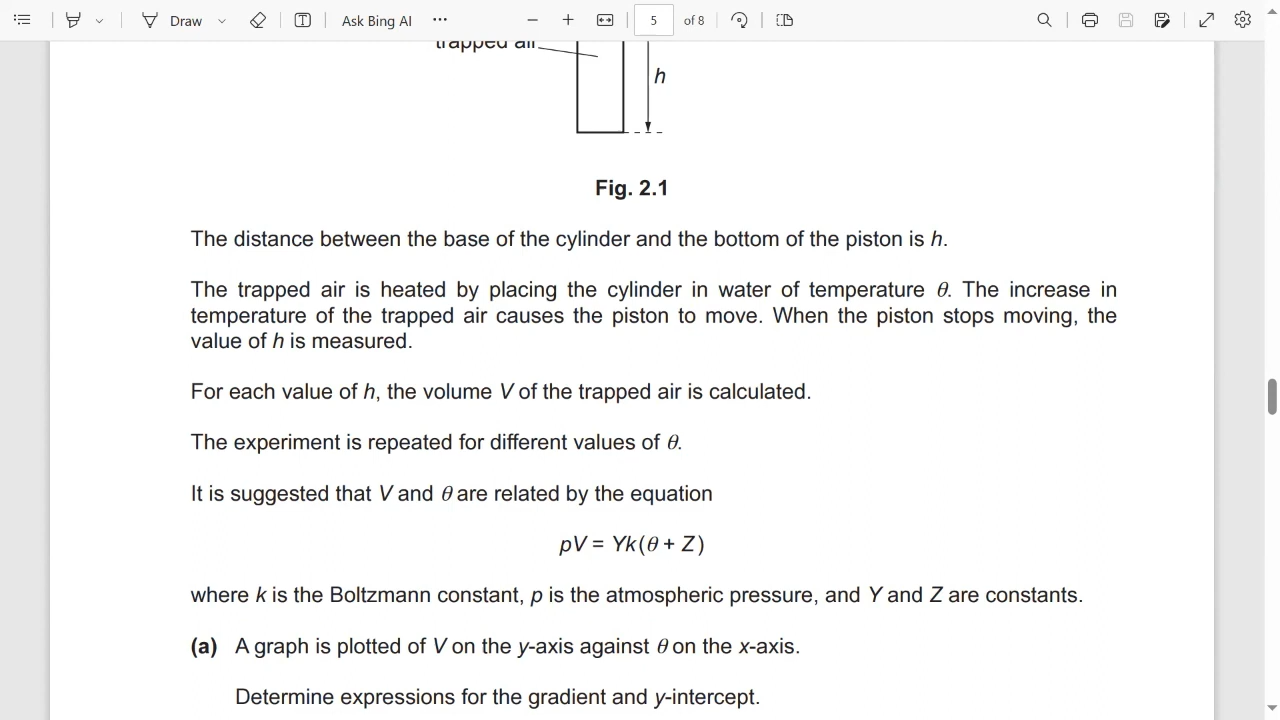 Draw
Ask Bing AI
5 of 8
trapped air
h
Fig. 2.1
The distance between the base of the cylinder and the bottom of the piston is h.
The trapped air is heated by placing the cylinder in water of temperature θ. The increase in
temperature of the trapped air causes the piston to move. When the piston stops moving, the
value of h is measured.
For each value of h, the volume V of the trapped air is calculated.
The experiment is repeated for different values of θ.
It is suggested that V and θ are related by the equation
pV = Yk(θ + Z)
where k is the Boltzmann constant, p is the atmospheric pressure, and Y and Z are constants.
(a) A graph is plotted of V on the y-axis against θ on the x-axis.
Determine expressions for the gradient and y-intercept.